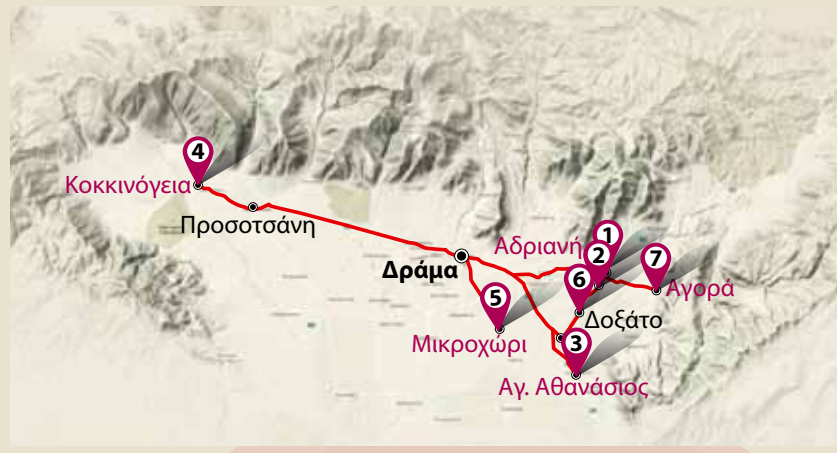 4
Κοκκινόγεια
Προσοτσάνη
Δράμα
Αδριανή
1
2
7
Αγορά
6
Δοξάτο
5
Μικροχώρι
3
Αγ. Αθανάσιος